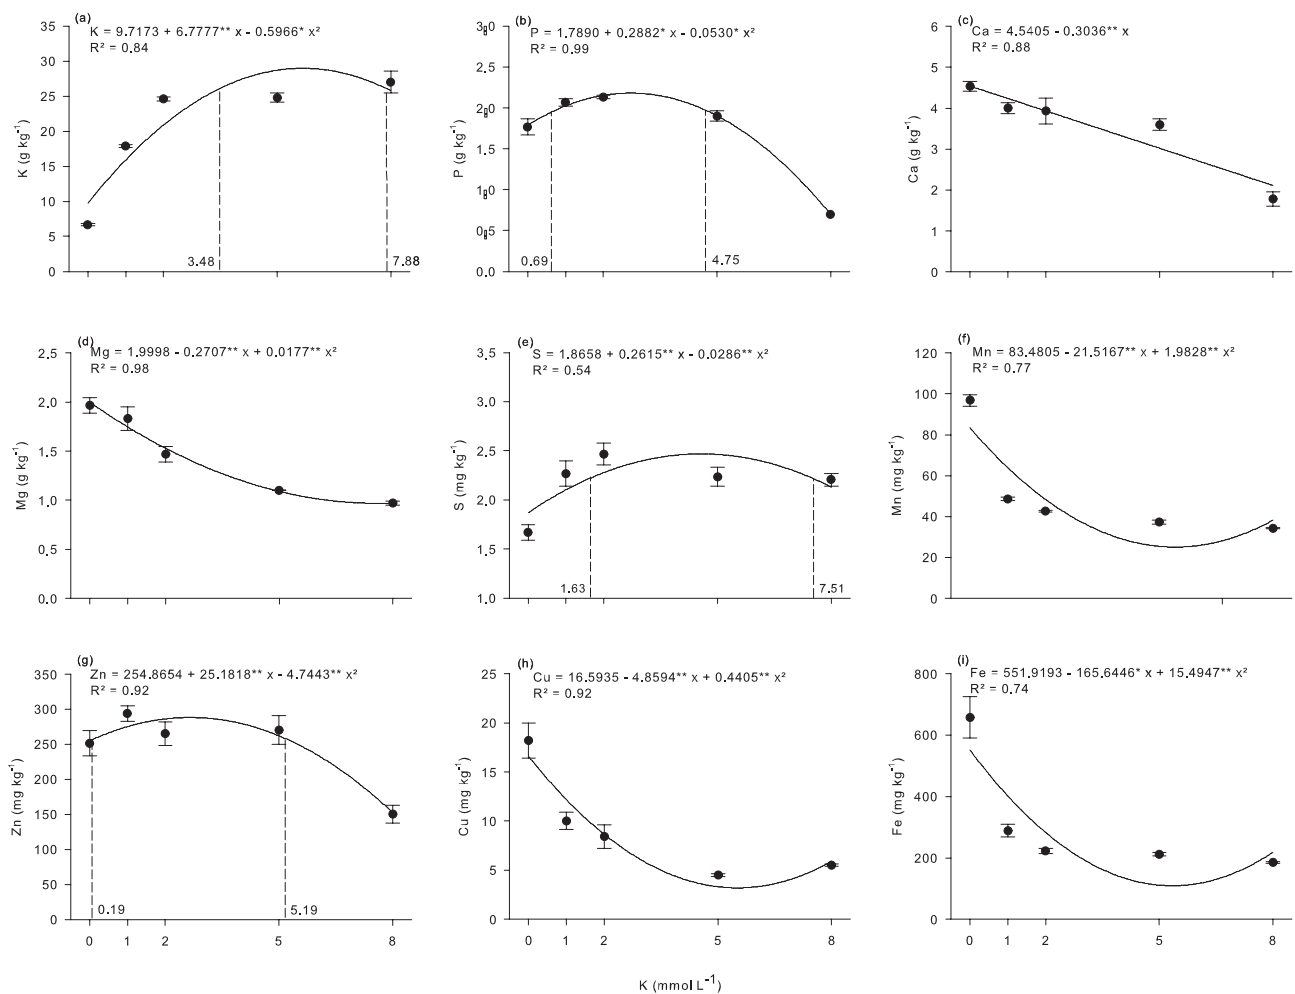 (a)
K = 9.7173 + 6.7777** x - 0.5966* x²
R² = 0.84
K (g kg⁻¹)
40
35
30
25
20
15
10
5
0
3.48
7.88
(b)
P = 1.7890 + 0.2882* x - 0.0530* x²
R² = 0.99
P (g kg⁻¹)
3.0
2.5
2.0
1.5
1.0
0.5
0.0
0.69
4.75
(c)
Ca = 4.5405 - 0.3036** x
R² = 0.88
Ca (g kg⁻¹)
6
5
4
3
2
1
0
(d)
Mg = 1.9998 - 0.2707** x + 0.0177** x²
R² = 0.98
Mg (g kg⁻¹)
2.5
2.0
1.5
1.0
0.5
0.0
(e)
S = 1.8658 + 0.2615** x - 0.0286** x²
R² = 0.54
S (mg kg⁻¹)
3.5
3.0
2.5
2.0
1.5
1.0
1.63
7.51
(f)
Mn = 83.4805 - 21.5167** x + 1.9828** x²
R² = 0.77
Mn (mg kg⁻¹)
120
100
80
60
40
20
0
(g)
Zn = 254.8654 + 25.1818** x - 4.7443** x²
R² = 0.92
Zn (mg kg⁻¹)
350
300
250
200
150
100
50
0
0.19
5.19
0 1 2 5 8
(h)
Cu = 16.5935 - 4.8594** x + 0.4405** x²
R² = 0.92
Cu (mg kg⁻¹)
25
20
15
10
5
0
0 1 2 5 8
(i)
Fe = 551.9193 - 165.6446* x + 15.4947** x²
R² = 0.74
Fe (mg kg⁻¹)
800
600
400
200
0
0 1 2 5 8
K (mmol L⁻¹)